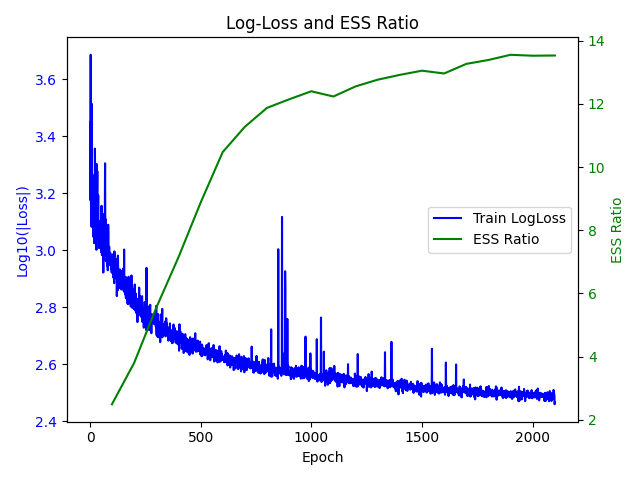 Log-Loss and ESS Ratio
3.6
3.4
3.2
3.0
2.8
2.6
2.4
Log10(|Loss|)
14
12
10
8
6
4
2
ESS Ratio
Train LogLoss
ESS Ratio
0 500 1000 1500 2000
Epoch